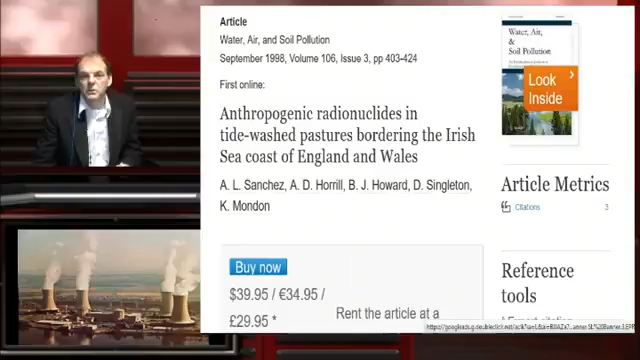 Article
Water, Air, and Soil Pollution
September 1998, Volume 106, Issue 3, pp 403-424
First online:
Anthropogenic radionuclides in
tide-washed pastures bordering the Irish
Sea coast of England and Wales
A. L. Sanchez, A. D. Horrill, B. J. Howard, D. Singleton,
K. Mondon
Buy now
$39.95 / €34.95 /
£29.95 *
Rent the article at a
Water, Air,
&
Soil Pollution
Look
Inside
Article Metrics
Citations 3
Reference
tools